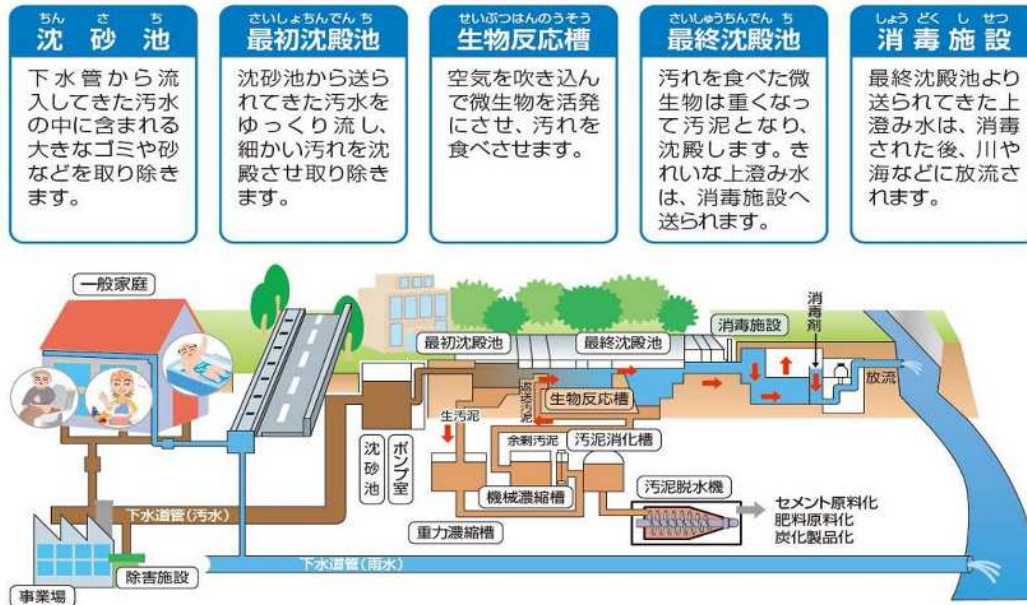 ちん さ ち
沈砂池
下水管から流
入してきた汚水
の中に含まれる
大きなゴミや砂
などを取り除き
ます。
さいしょちんでんち
最初沈殿池
沈砂池から送ら
れてきた汚水を
ゆっくり流し、
細かい汚れを沈
殿させ取り除き
ます。
せいぶつはんのうそう
生物反応槽
空気を吹き込ん
で微生物を活発
にさせ、汚れを
食べさせます。
さいしゅうちんでんち
最終沈殿池
汚れを食べた微
生物は重くなっ
て汚泥となり、
沈殿します。き
れいな上澄み水
は、消毒施設へ
送られます。
しょうどくしせつ
消毒施設
最終沈殿池より
送られてきた上
澄み水は、消毒
された後、川や
海などに放流さ
れます。
一般家庭
最初沈殿池
最終沈殿池
消毒施設
消毒剤
放流
生物反応槽
返送汚泥
生汚泥
余剰汚泥
汚泥消化槽
沈砂池
ポンプ室
機械濃縮槽
汚泥脱水機
重力濃縮槽
セメント原料化
肥料原料化
炭化製品化
下水道管(汚水)
下水道管(雨水)
除害施設
事業場